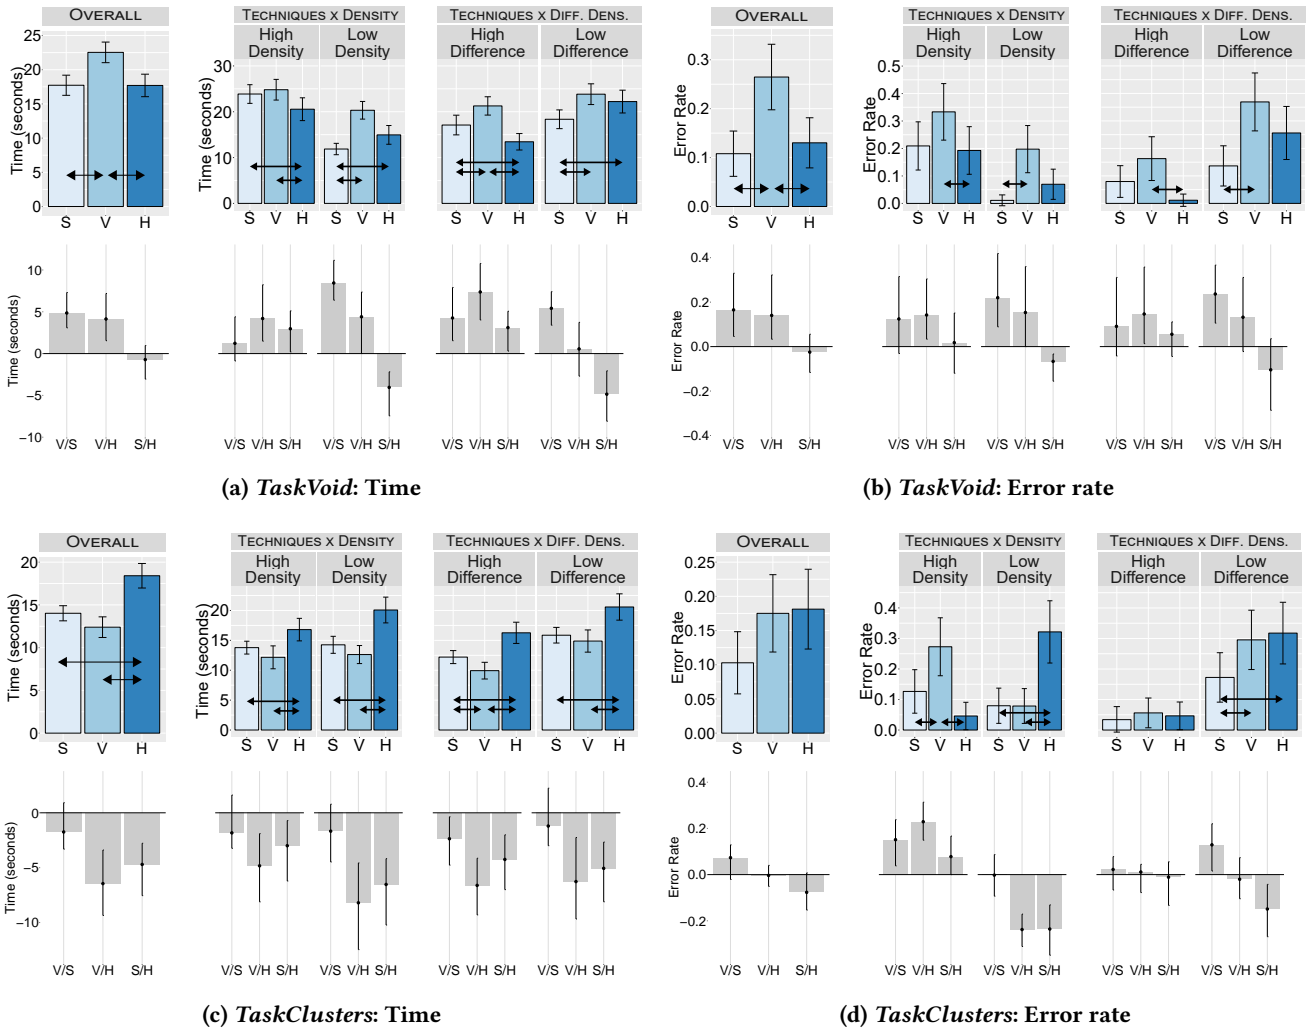 OVERALL
TECHNIQUES X DENSITY
TECHNIQUES X DIFF. DENS.
High Density
Low Density
High Difference
Low Difference
Time (seconds)
25
20
15
10
5
0
S V H
Time (seconds)
30
20
10
0
S V H
S V H
S V H
S V H
Time (seconds)
10
5
0
−5
−10
V/S V/H S/H
V/S V/H S/H
V/S V/H S/H
V/S V/H S/H
V/S V/H S/H
(a) TaskVoid: Time
OVERALL
TECHNIQUES X DENSITY
TECHNIQUES X DIFF. DENS.
High Density
Low Density
High Difference
Low Difference
Error Rate
0.3
0.2
0.1
0.0
S V H
Error Rate
0.5
0.4
0.3
0.2
0.1
0.0
S V H
S V H
S V H
S V H
Error Rate
0.4
0.2
0.0
−0.2
−0.4
V/S V/H S/H
V/S V/H S/H
V/S V/H S/H
V/S V/H S/H
V/S V/H S/H
(b) TaskVoid: Error rate
OVERALL
TECHNIQUES X DENSITY
TECHNIQUES X DIFF. DENS.
High Density
Low Density
High Difference
Low Difference
Time (seconds)
20
15
10
5
0
S V H
Time (seconds)
25
20
15
10
5
0
S V H
S V H
S V H
S V H
Time (seconds)
0
−5
−10
V/S V/H S/H
V/S V/H S/H
V/S V/H S/H
V/S V/H S/H
V/S V/H S/H
(c) TaskClusters: Time
OVERALL
TECHNIQUES X DENSITY
TECHNIQUES X DIFF. DENS.
High Density
Low Density
High Difference
Low Difference
Error Rate
0.25
0.20
0.15
0.10
0.05
0.00
S V H
Error Rate
0.4
0.3
0.2
0.1
0.0
S V H
S V H
S V H
S V H
Error Rate
0.4
0.2
0.0
−0.2
V/S V/H S/H
V/S V/H S/H
V/S V/H S/H
V/S V/H S/H
V/S V/H S/H
(d) TaskClusters: Error rate